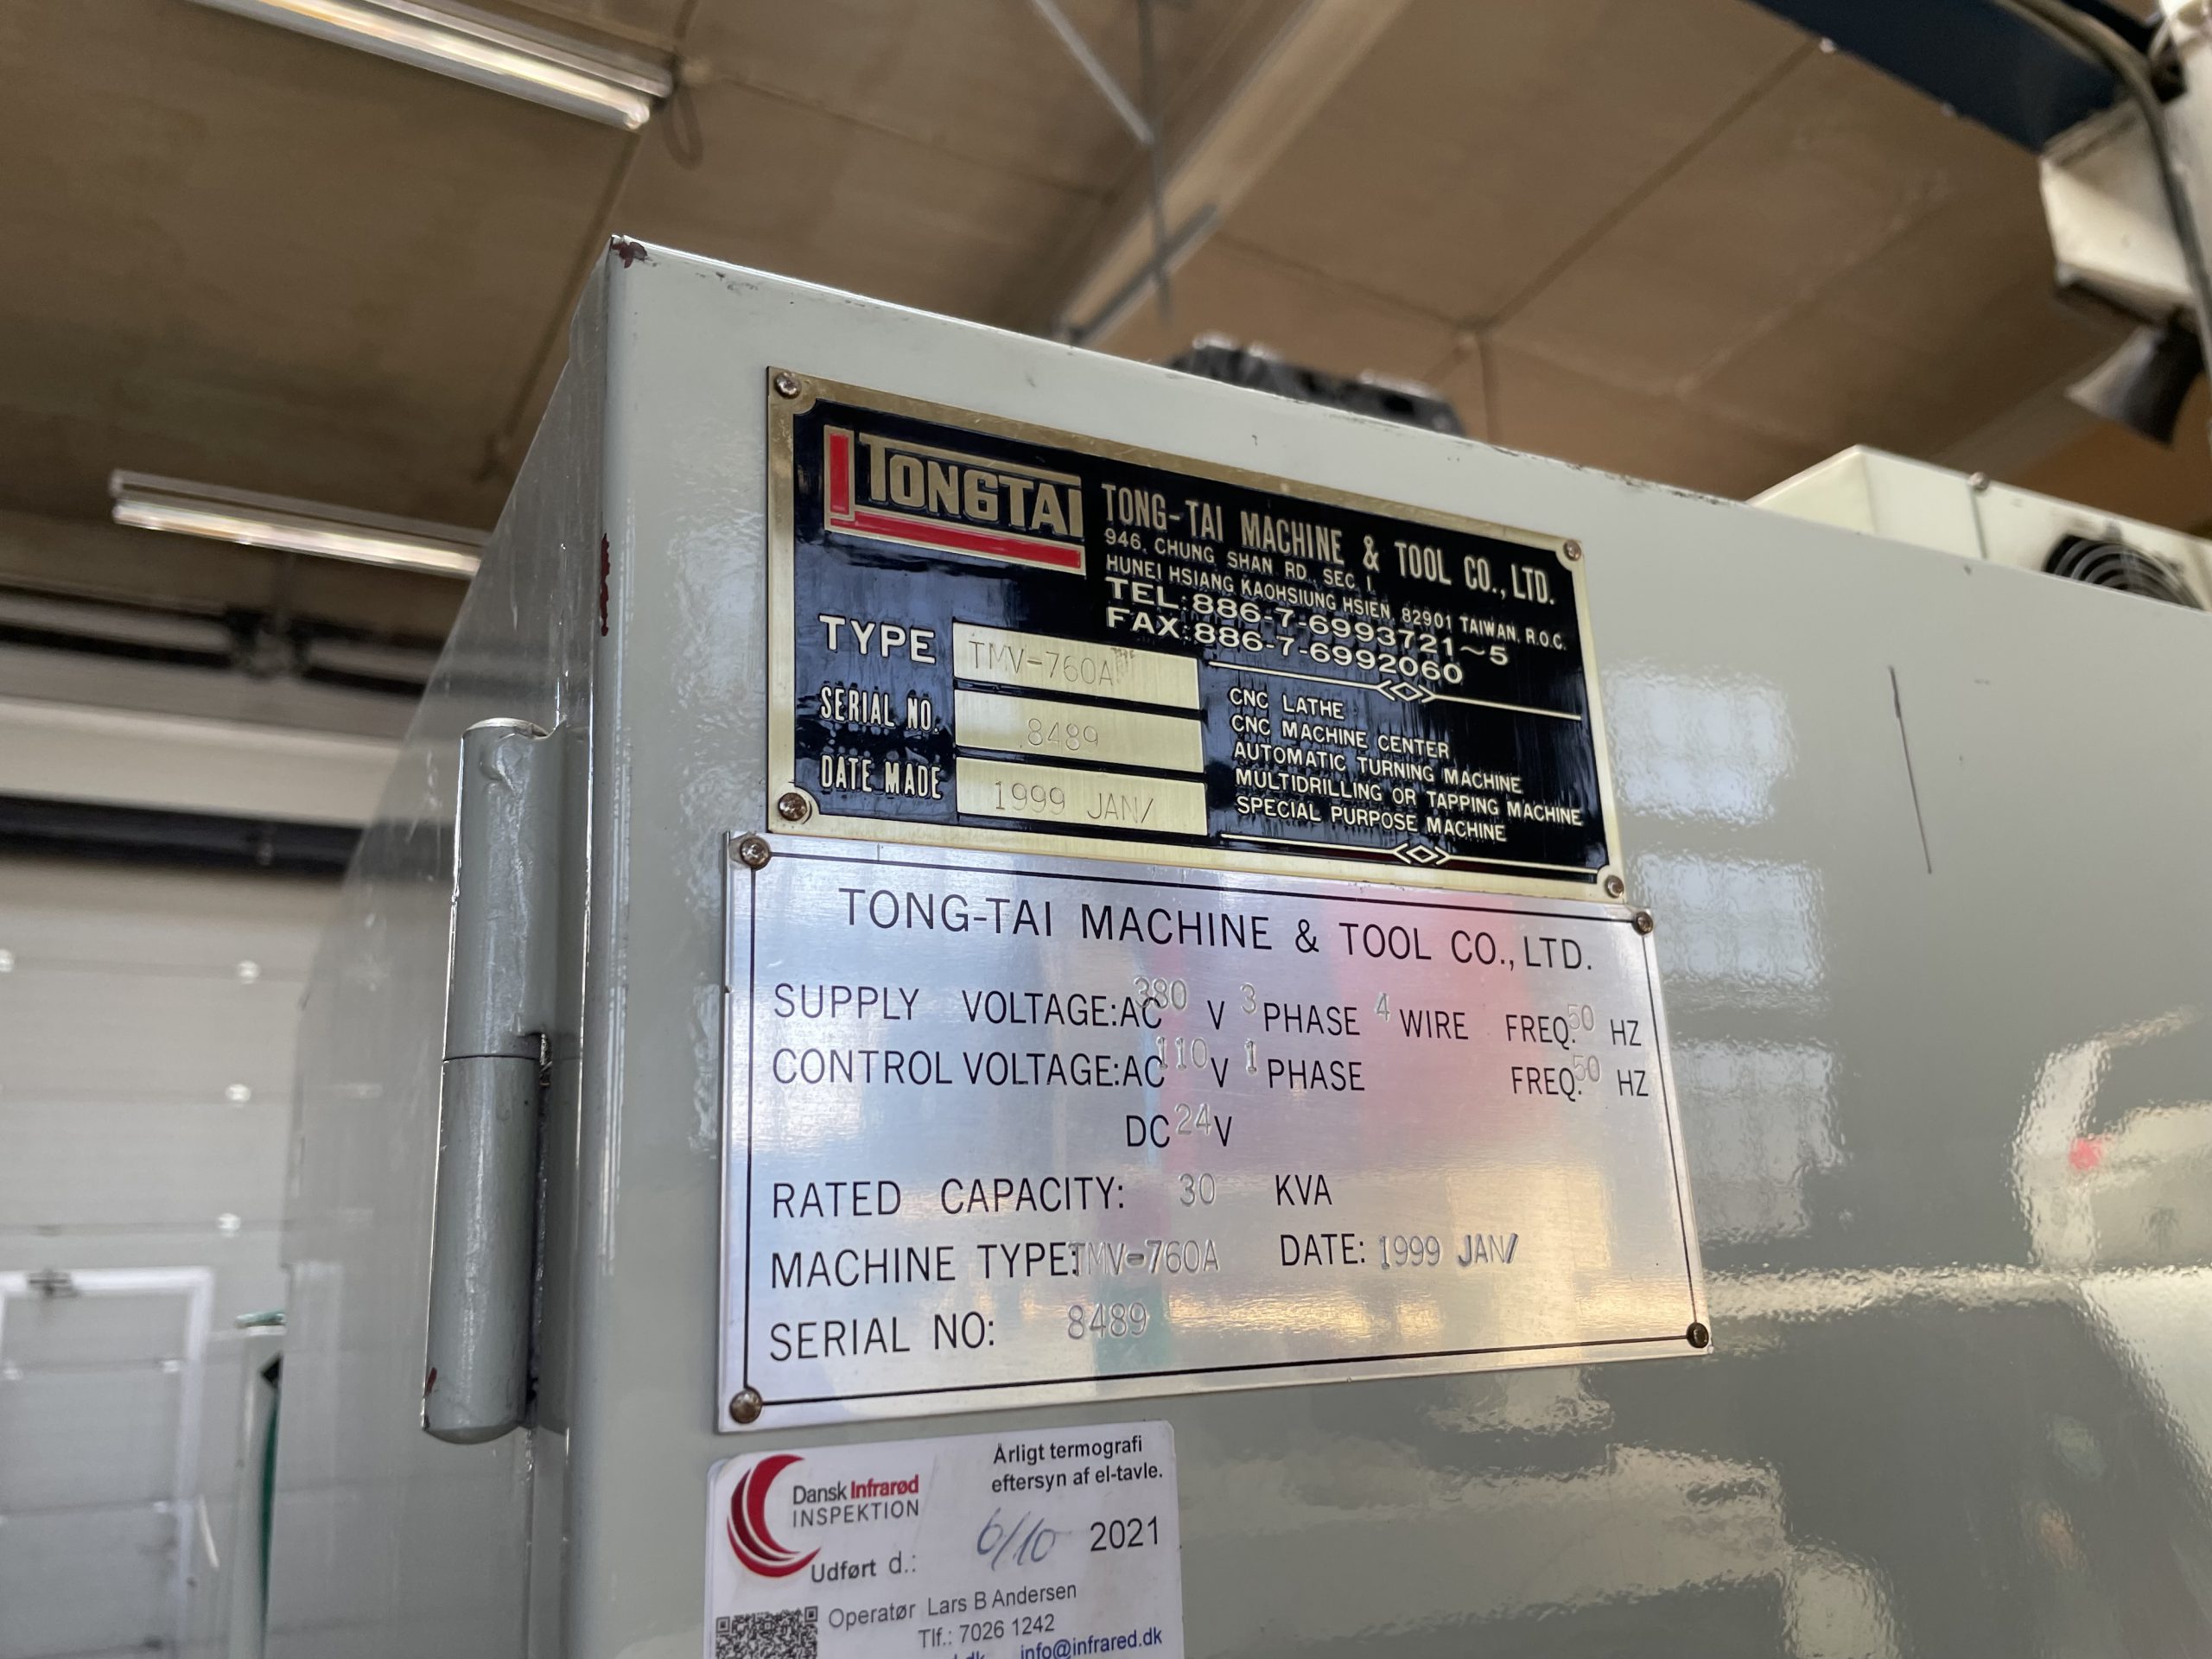 TONGTAI
TONG-TAI MACHINE & TOOL CO., LTD.
946, CHUNG SHAN RD., SEC. 1,
HUNEI HSIANG KAOHSIUNG HSIEN, 82901 TAIWAN, R.O.C.
TEL:886-7-6993721~5
FAX:886-7-6992060
TYPE TMV-760A
SERIAL NO. 8489
DATE MADE 1999 JAN/
CNC LATHE
CNC MACHINE CENTER
AUTOMATIC TURNING MACHINE
MULTIDRILLING OR TAPPING MACHINE
SPECIAL PURPOSE MACHINE
TONG-TAI MACHINE & TOOL CO., LTD.
SUPPLY VOLTAGE:AC 380 V 3 PHASE 4 WIRE FREQ. 50 HZ
CONTROL VOLTAGE:AC 110 V 1 PHASE FREQ. 50 HZ
DC 24 V
RATED CAPACITY: 30 KVA
MACHINE TYPE: TMV-760A DATE: 1999 JAN/
SERIAL NO: 8489
Dansk Infrarød
INSPEKTION
Årligt termografi
eftersyn af el-tavle.
Udført d.: 6/10 2021
Operatør Lars B Andersen
Tlf.: 7026 1242
info@infrared.dk